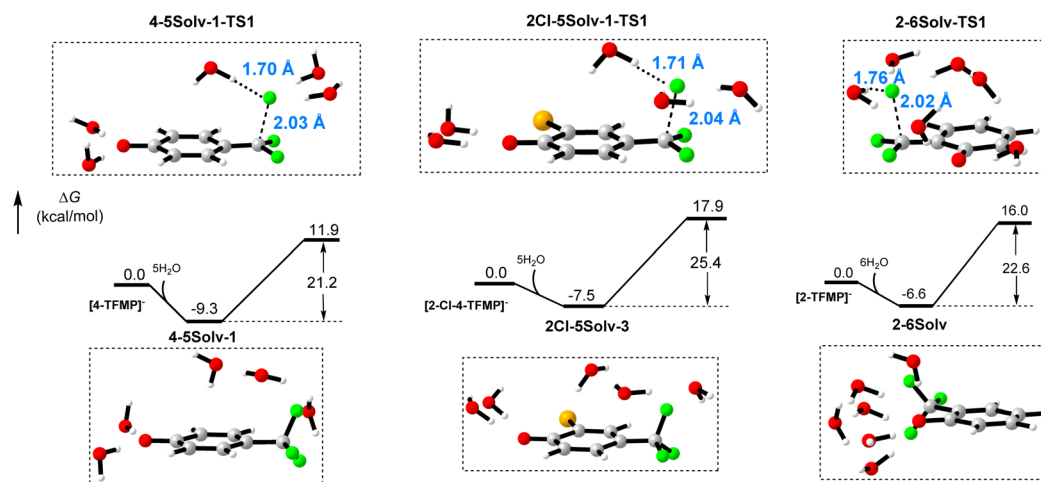 4-5Solv-1-TS1
2Cl-5Solv-1-TS1
2-6Solv-TS1
1.70 Å
2.03 Å
1.71 Å
2.04 Å
1.76 Å
2.02 Å
ΔG
(kcal/mol)
0.0
5H₂O
-9.3
11.9
21.2
[4-TFMP]⁻
4-5Solv-1
0.0
5H₂O
-7.5
17.9
25.4
[2-Cl-4-TFMP]⁻
2Cl-5Solv-3
0.0
6H₂O
-6.6
16.0
22.6
[2-TFMP]⁻
2-6Solv